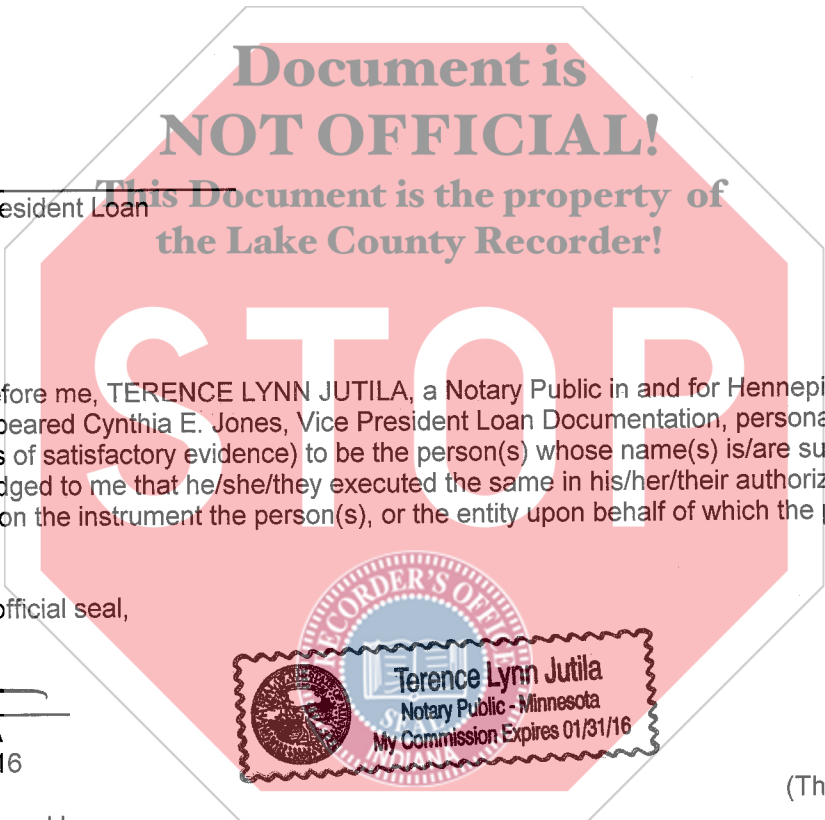 Document is
NOT OFFICIAL!
This Document is the property of
the Lake County Recorder!
esident Loan
STOP
fore me, TERENCE LYNN JUTILA, a Notary Public in and for Hennepi
peared Cynthia E. Jones, Vice President Loan Documentation, persona
s of satisfactory evidence) to be the person(s) whose name(s) is/are su
dged to me that he/she/they executed the same in his/her/their authoriz
on the instrument the person(s), or the entity upon behalf of which the p
official seal,
RECORDER'S OFFICE
SEAL
INDIANA
Terence Lynn Jutila
Notary Public - Minnesota
My Commission Expires 01/31/16
A
16
(Th